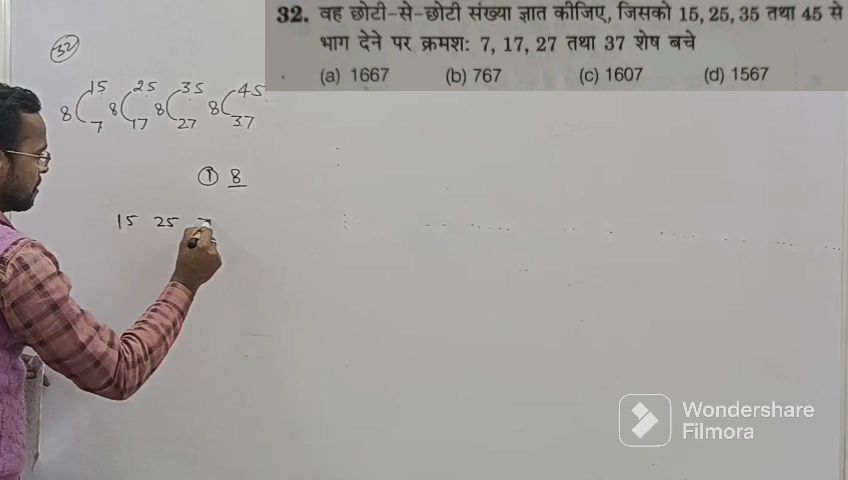 32. वह छोटी-से-छोटी संख्या ज्ञात कीजिए, जिसको 15, 25, 35 तथा 45 से
भाग देने पर क्रमशः 7, 17, 27 तथा 37 शेष बचे
(a) 1667 (b) 767 (c) 1607 (d) 1567
32
15 25 35 45
8 8 8 8
7 17 27 37
1 8
15 25
Wondershare
Filmora